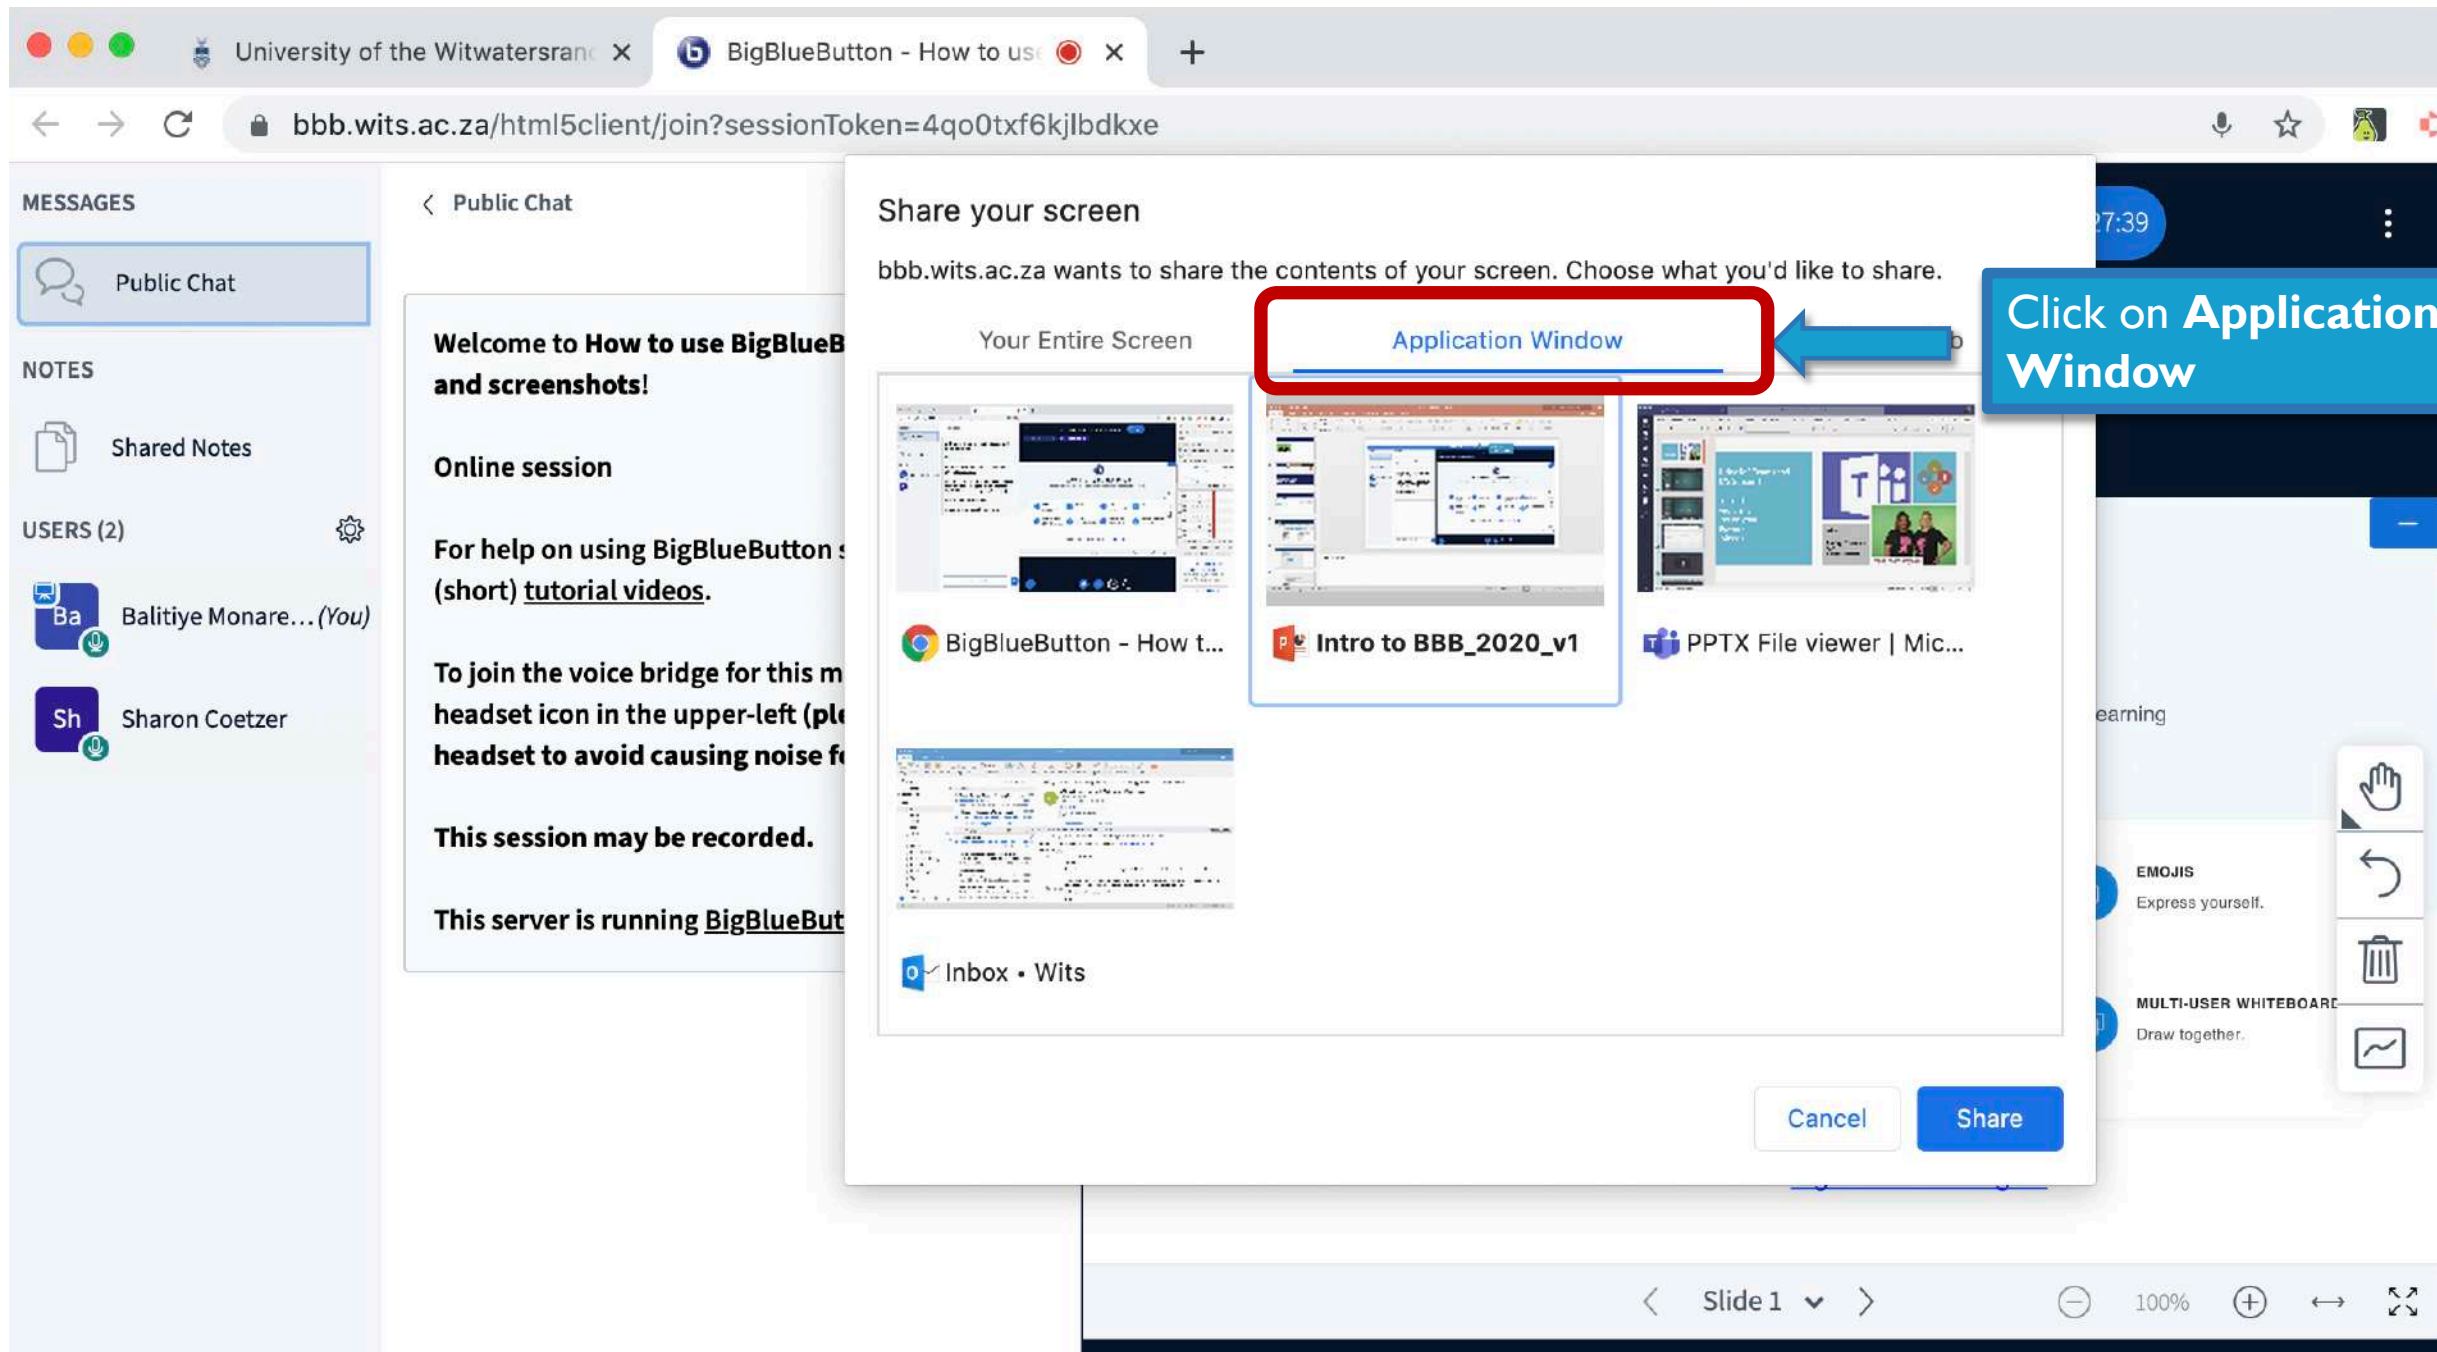 University of the Witwatersran
BigBlueButton - How to us
bbb.wits.ac.za/html5client/join?sessionToken=4qo0txf6kjlbdkxe
MESSAGES
Public Chat
NOTES
Shared Notes
USERS (2)
Ba
Balitiye Monare... (You)
Sh
Sharon Coetzer
Public Chat
Welcome to How to use BigBlueB
and screenshots!
Online session
For help on using BigBlueButton s
(short) tutorial videos.
To join the voice bridge for this m
headset icon in the upper-left (ple
headset to avoid causing noise f
This session may be recorded.
This server is running BigBlueBut
Share your screen
bbb.wits.ac.za wants to share the contents of your screen. Choose what you'd like to share.
Your Entire Screen
Application Window
b
BigBlueButton - How t...
Intro to BBB_2020_v1
PPTX File viewer | Mic...
Inbox • Wits
Cancel
Share
27:39
Click on Application
Window
earning
EMOJIS
Express yourself.
MULTI-USER WHITEBOARD
Draw together.
Slide 1
100%